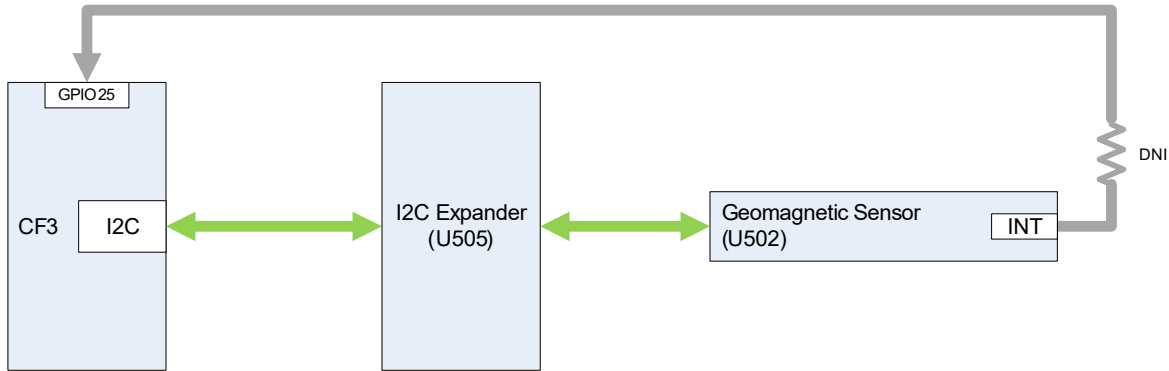 GPIO25
DNI
CF3
I2C
I2C Expander
(U505)
Geomagnetic Sensor
(U502)
INT